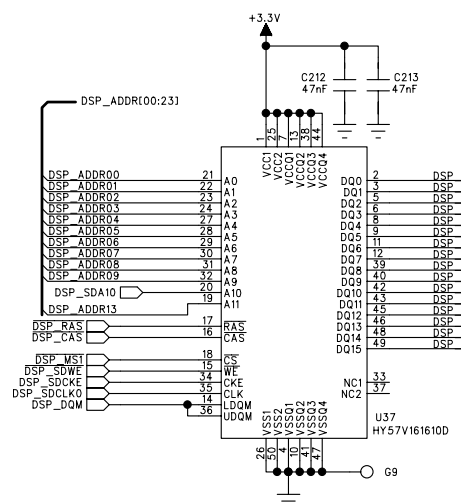 +3.3V
C212
47nF
C213
47nF
DSP_ADDR[00:23]
1
25
7
13
38
44
VCC1
VCC2
VCCQ1
VCCQ2
VCCQ3
VCCQ4
DSP_ADDR00 21 A0
DSP_ADDR01 22 A1
DSP_ADDR02 23 A2
DSP_ADDR03 24 A3
DSP_ADDR04 27 A4
DSP_ADDR05 28 A5
DSP_ADDR06 29 A6
DSP_ADDR07 30 A7
DSP_ADDR08 31 A8
DSP_ADDR09 32 A9
DSP_SDA10 20 A10
DSP_ADDR13 19 A11
DSP_RAS 17 RAS
DSP_CAS 16 CAS
DSP_MS1 18 CS
DSP_SDWE 15 WE
DSP_SDCKE 34 CKE
DSP_SDCLK0 35 CLK
DSP_DQM 14 LDQM
36 UDQM
DQ0 2 DSP
DQ1 3 DSP
DQ2 5 DSP
DQ3 6 DSP
DQ4 8 DSP
DQ5 9 DSP
DQ6 11 DSP
DQ7 12 DSP
DQ8 39 DSP
DQ9 40 DSP
DQ10 42 DSP
DQ11 43 DSP
DQ12 45 DSP
DQ13 46 DSP
DQ14 48 DSP
DQ15 49 DSP
NC1 33
NC2 37
U37
HY57V161610D
VSS1
VSS2
VSSQ1
VSSQ2
VSSQ3
VSSQ4
26
50
4
10
41
47
G9